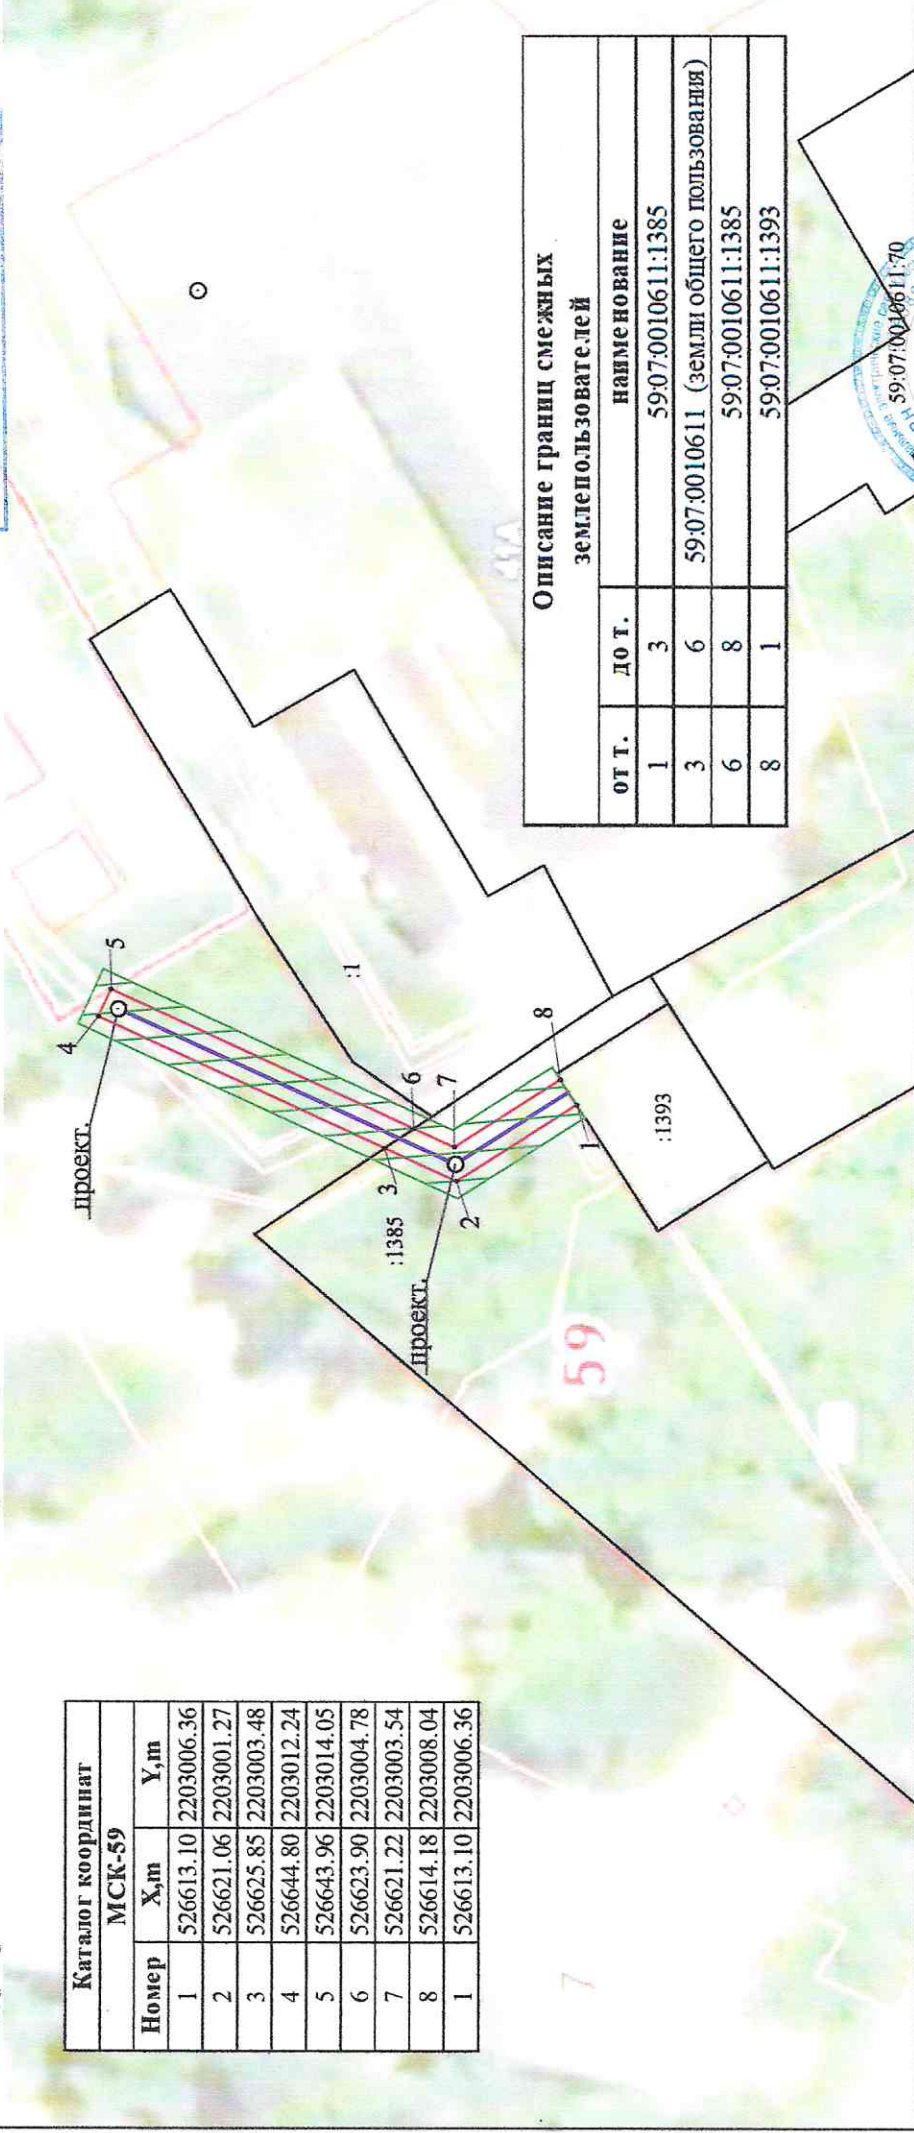 Каталог координат
МСК-59
Номер X,m Y,m
1 526613.10 2203006.36
2 526621.06 2203001.27
3 526625.85 2203003.48
4 526644.80 2203012.24
5 526643.96 2203014.05
6 526623.90 2203004.78
7 526621.22 2203003.54
8 526614.18 2203008.04
1 526613.10 2203006.36
проект.
4
5
:1
3
6
7
2
8
1
:1385
проект.
:1393
59
7
41А
Описание границ смежных
землепользователей
от т. до т. наименование
1 3 59:07:0010611:1385
3 6 59:07:0010611 (земли общего пользования)
6 8 59:07:0010611:1385
8 1 59:07:0010611:1393
59:07:0010611:70